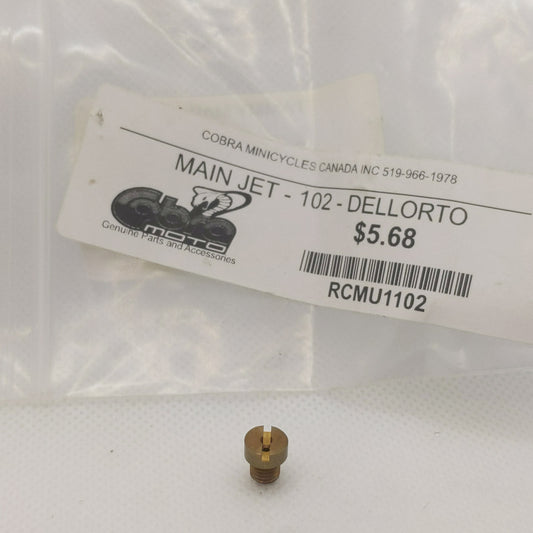 COBRA MINICYCLES CANADA INC 519-966-1978
MAIN JET - 102 - DELLORTO
$5.68
Cobra
MOTO
Genuine Parts and Accessories
RCMU1102